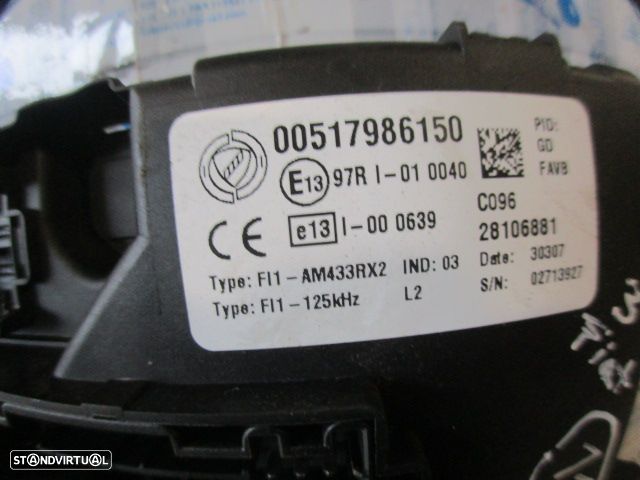 00517986150
PID:
GD
FAVB
E13 97R I-01 0040
CE e13 I-00 0639
C096
28106881
Type: FI1-AM433RX2 IND: 03 Date: 30307
Type: FI1-125kHz L2 S/N: 02713927
STANDVIRTUAL